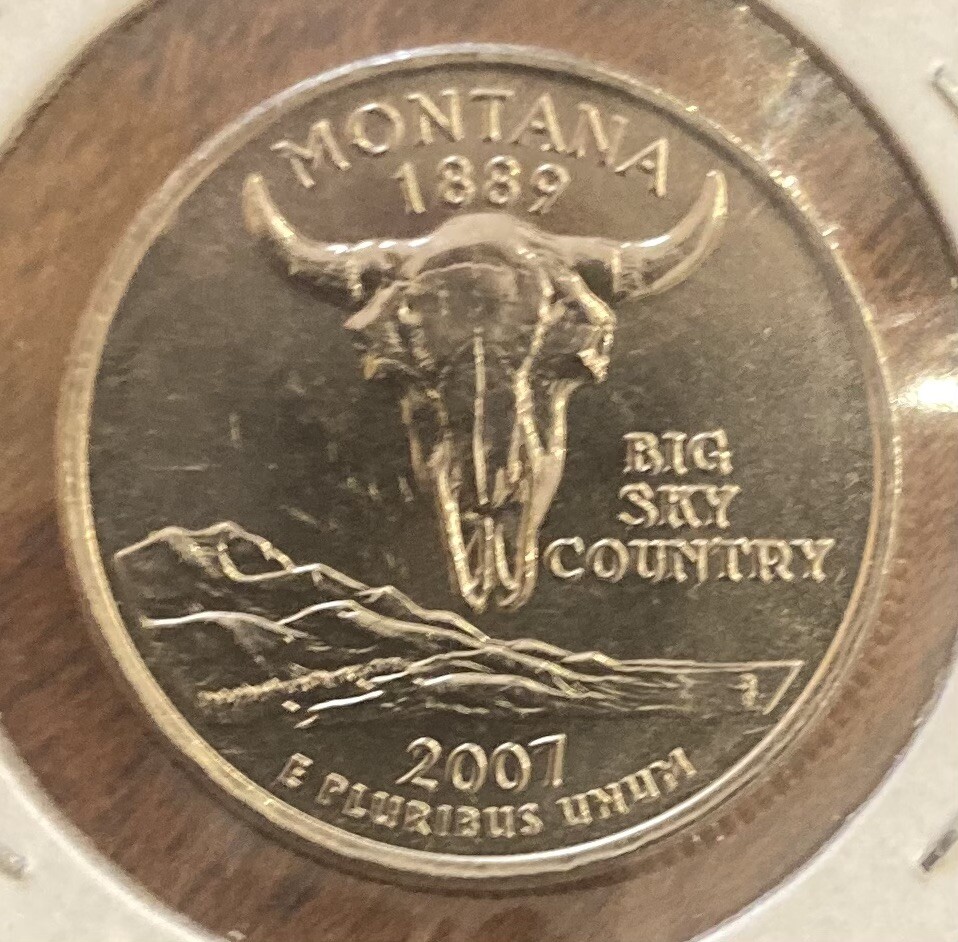 MONTANA
1889
BIG
SKY
COUNTRY
2007
E PLURIBUS UNUM